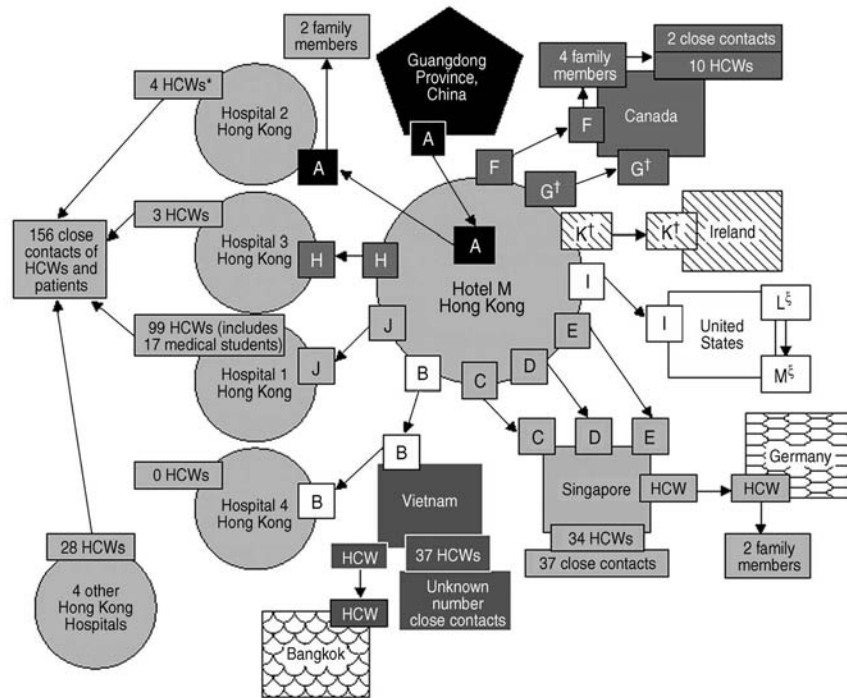 2 family
members
Guangdong
Province,
China
A
4 family
members
2 close contacts
10 HCWs
Canada
F
G†
4 HCWs*
Hospital 2
Hong Kong
A
F
G†
K†
K†
Ireland
156 close
contacts of
HCWs and
patients
3 HCWs
Hospital 3
Hong Kong
H
H
A
Hotel M
Hong Kong
I
I
United
States
Lξ
Mξ
99 HCWs (includes
17 medical students)
Hospital 1
Hong Kong
J
J
B
C
D
E
0 HCWs
Hospital 4
Hong Kong
B
B
Vietnam
C
D
E
Singapore
HCW
HCW
Germany
34 HCWs
37 close contacts
2 family
members
28 HCWs
4 other
Hong Kong
Hospitals
HCW
37 HCWs
Unknown
number
close contacts
HCW
Bangkok